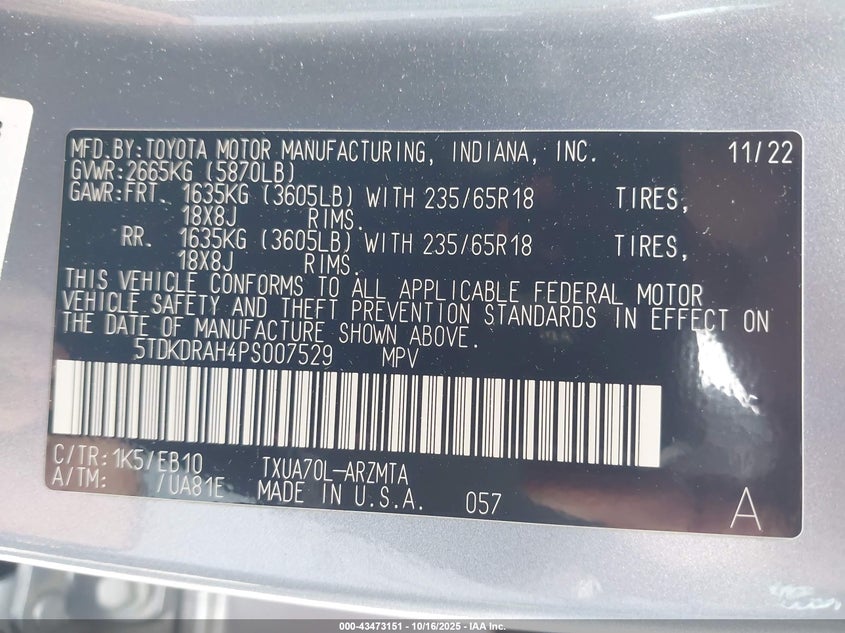 MFD.BY:TOYOTA MOTOR MANUFACTURING, INDIANA, INC. 11/22
GVWR:2665KG (5870LB)
GAWR:FRT. 1635KG (3605LB) WITH 235/65R18 TIRES,
18X8J RIMS.
RR. 1635KG (3605LB) WITH 235/65R18 TIRES,
18X8J RIMS.
THIS VEHICLE CONFORMS TO ALL APPLICABLE FEDERAL MOTOR
VEHICLE SAFETY AND THEFT PREVENTION STANDARDS IN EFFECT ON
THE DATE OF MANUFACTURE SHOWN ABOVE.
5TDKDRAH4PS007529 MPV
C/TR:1K5/EB10 TXUA70L-ARZMTA
A/TM: /UA81E MADE IN U.S.A. 057
A
000-43473151 - 10/16/2025 - IAA Inc.